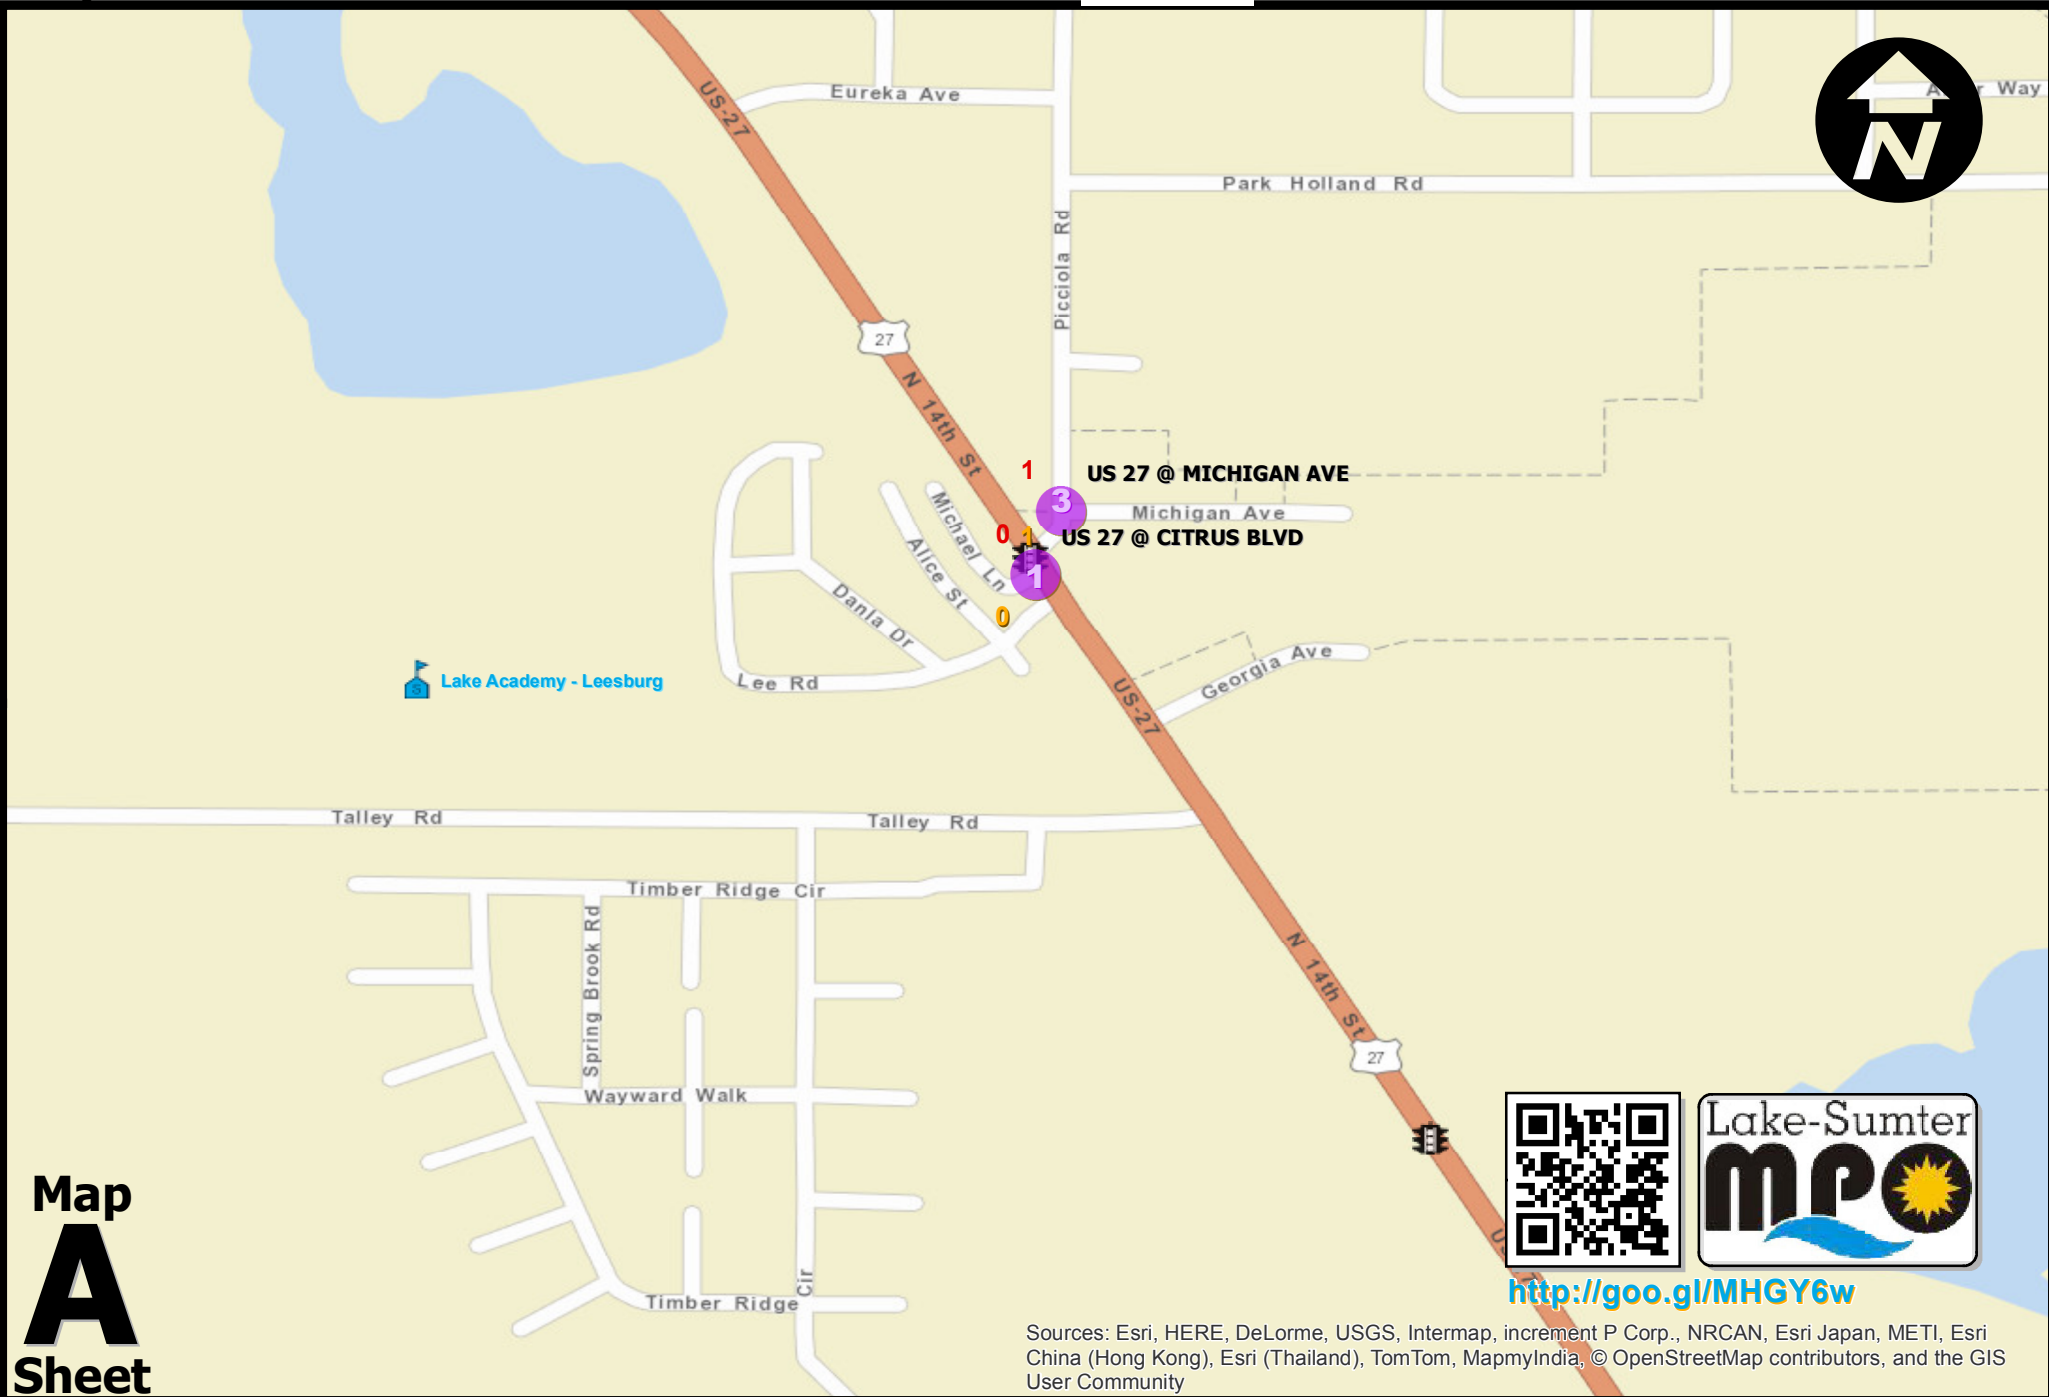 Eureka Ave
US-27
Way
N
Park Holland Rd
Picciola Rd
27
N 14th St
1
US 27 @ MICHIGAN AVE
3
Michigan Ave
0
1
US 27 @ CITRUS BLVD
1
Michael Ln
Alice St
Danla Dr
0
Lee Rd
Georgia Ave
S
Lake Academy - Leesburg
US-27
Talley Rd
Talley Rd
Timber Ridge Cir
Spring Brook Rd
N 14th St
27
Wayward Walk
Timber Ridge
Cir
Map
A
Sheet
Lake-Sumter
MPO
http://goo.gl/MHGY6w
Sources: Esri, HERE, DeLorme, USGS, Intermap, increment P Corp., NRCAN, Esri Japan, METI, Esri
China (Hong Kong), Esri (Thailand), TomTom, MapmyIndia, © OpenStreetMap contributors, and the GIS
User Community